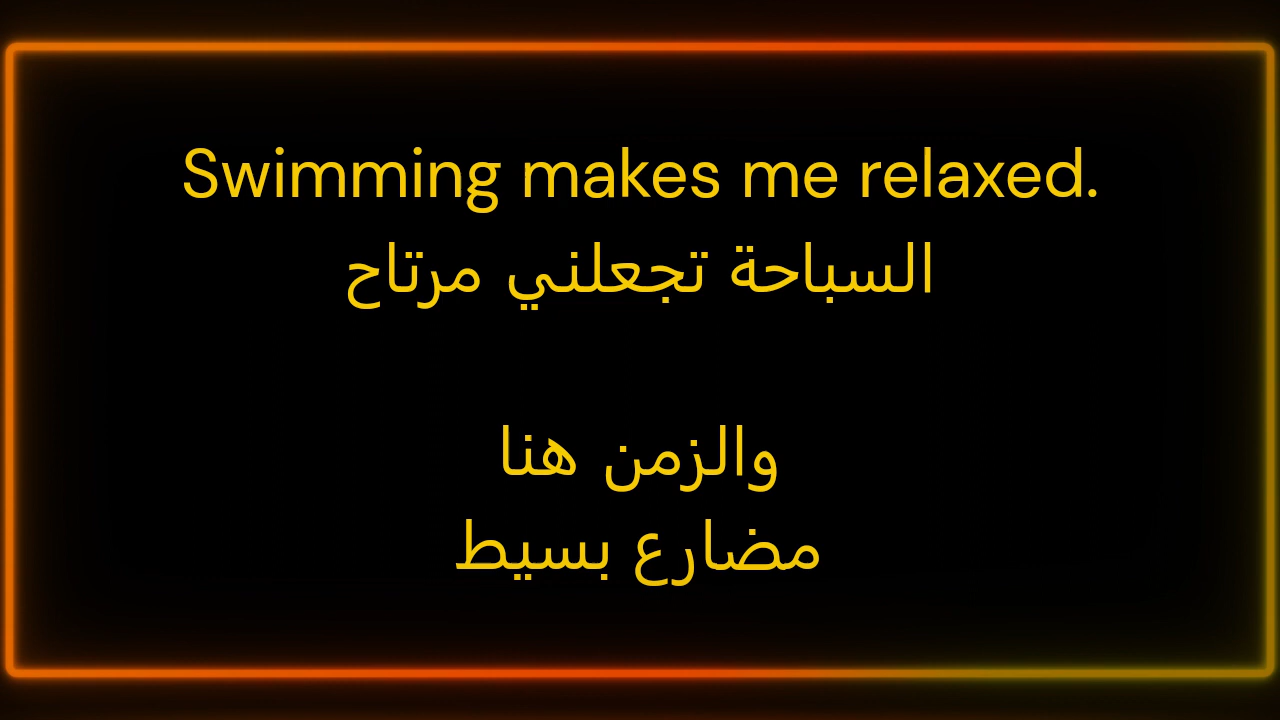 Swimming makes me relaxed.
السباحة تجعلني مرتاح
والزمن هنا
مضارع بسيط